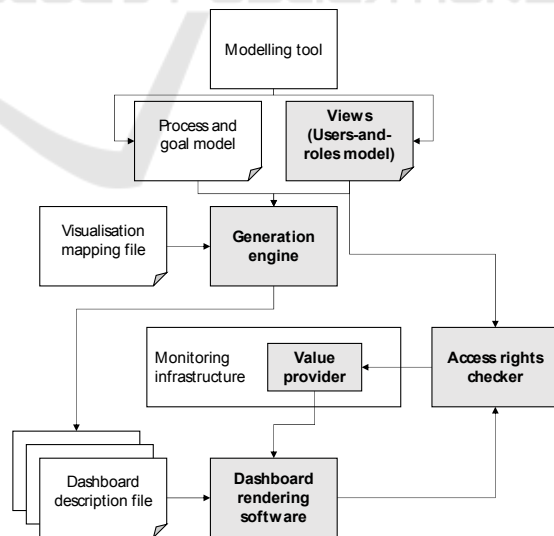 Modelling tool
Process and
goal model
Views
(Users-and-
roles model)
Visualisation
mapping file
Generation
engine
Monitoring
infrastructure
Value
provider
Access rights
checker
Dashboard
description file
Dashboard
rendering
software